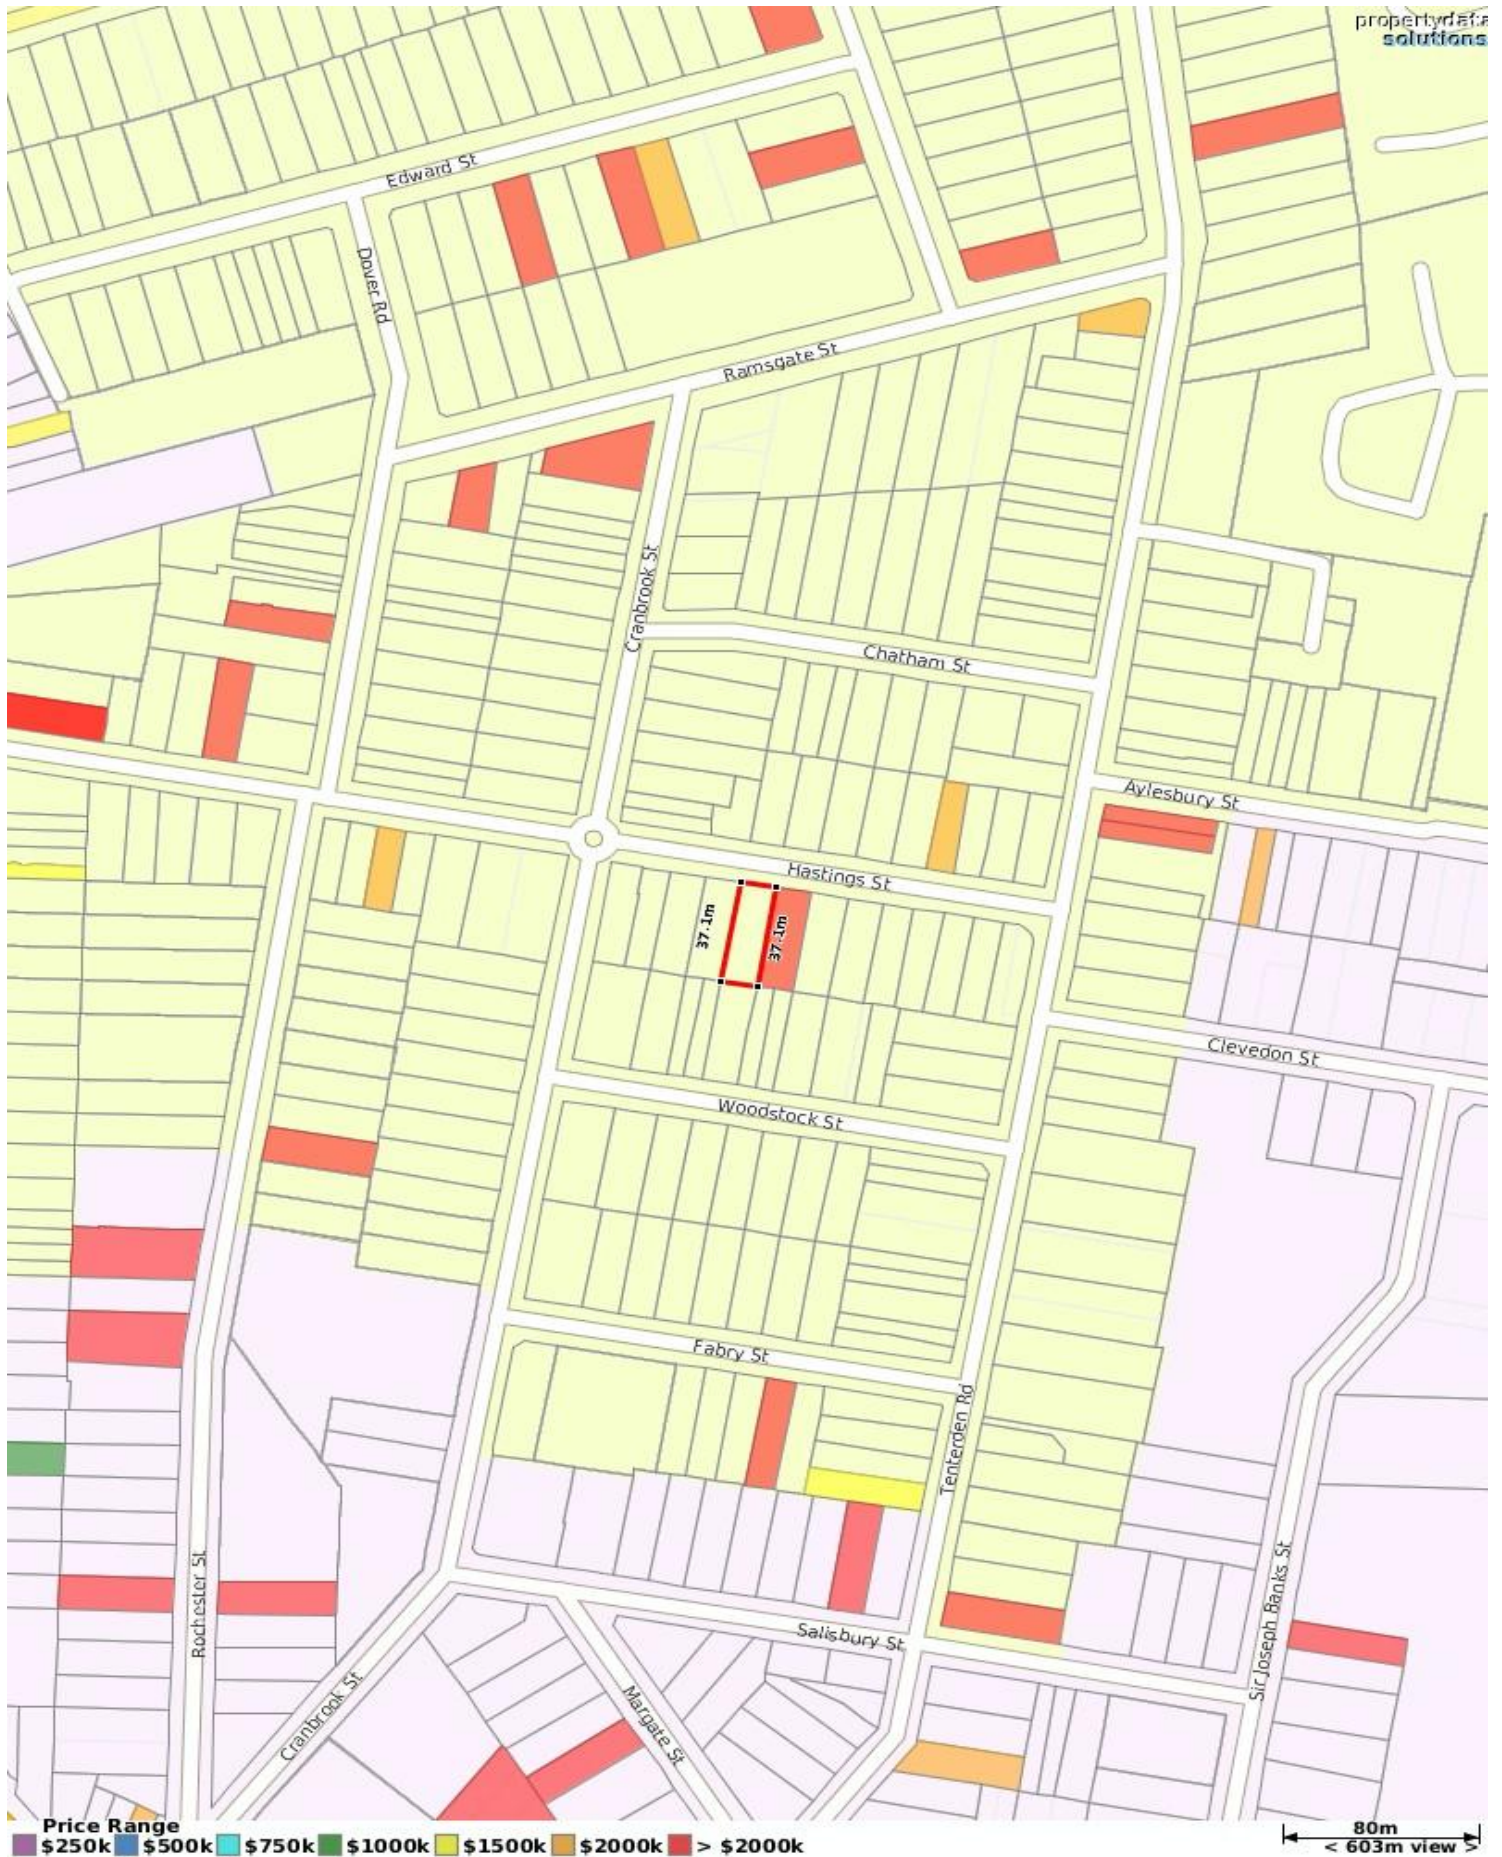 propertydata
solutions
Edward St
Dover Rd
Ramsgate St
Cranbrook St
Chatham St
Aylesbury St
Hastings St
37.1m
37.1m
Clevedon St
Woodstock St
Fabry St
Tenterden Rd
Rochester St
Salisbury St
Sir Joseph Banks St
Cranbrook St
Margate St
Price Range
$250k $500k $750k $1000k $1500k $2000k > $2000k
80m
< 603m view >